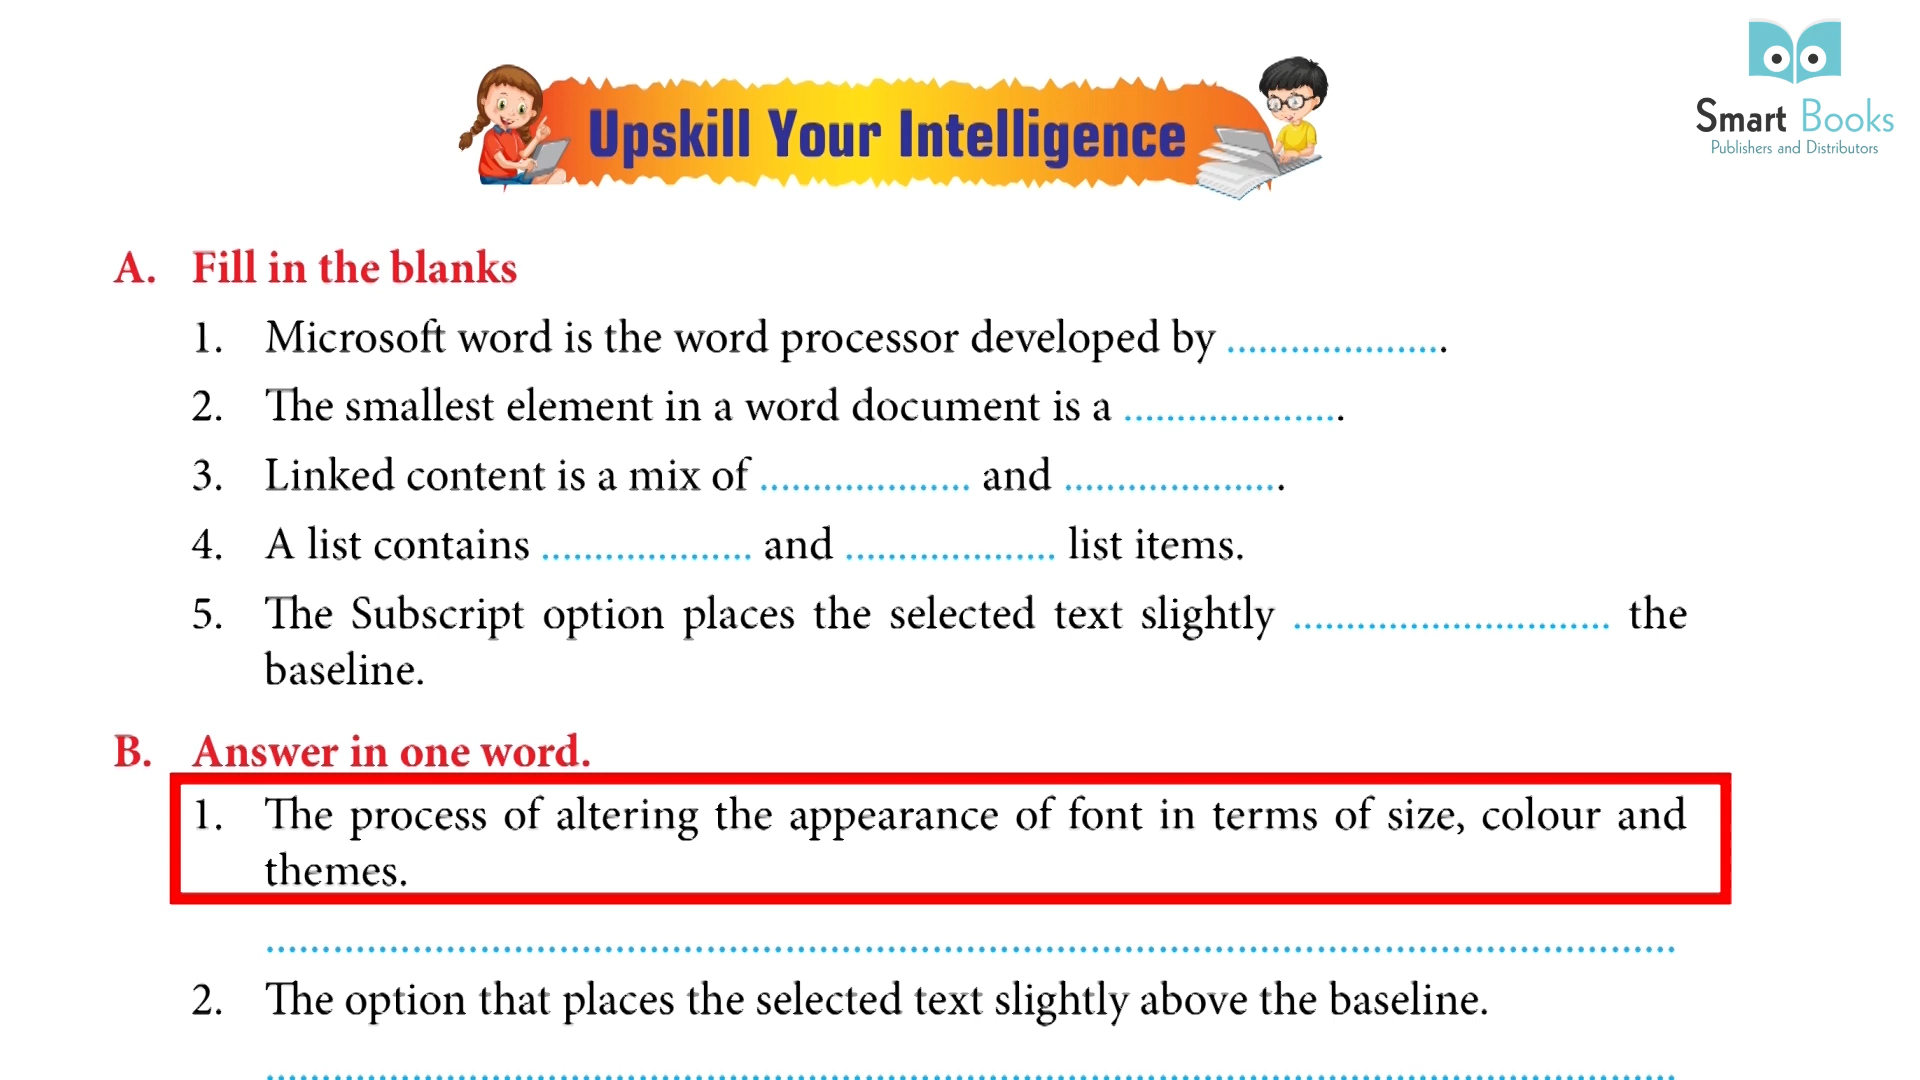 Smart Books
Publishers and Distributors
Upskill Your Intelligence
A. Fill in the blanks
1. Microsoft word is the word processor developed by ....................
2. The smallest element in a word document is a ....................
3. Linked content is a mix of .................... and ....................
4. A list contains .................... and .................... list items.
5. The Subscript option places the selected text slightly .............................. the
baseline.
B. Answer in one word.
1. The process of altering the appearance of font in terms of size, colour and
themes.
2. The option that places the selected text slightly above the baseline.